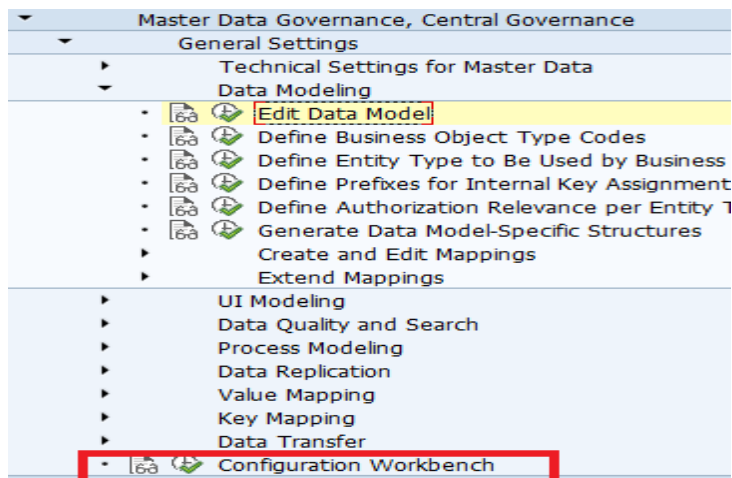 Master Data Governance, Central Governance
General Settings
Technical Settings for Master Data
Data Modeling
Edit Data Model
Define Business Object Type Codes
Define Entity Type to Be Used by Business
Define Prefixes for Internal Key Assignment
Define Authorization Relevance per Entity T
Generate Data Model-Specific Structures
Create and Edit Mappings
Extend Mappings
UI Modeling
Data Quality and Search
Process Modeling
Data Replication
Value Mapping
Key Mapping
Data Transfer
Configuration Workbench